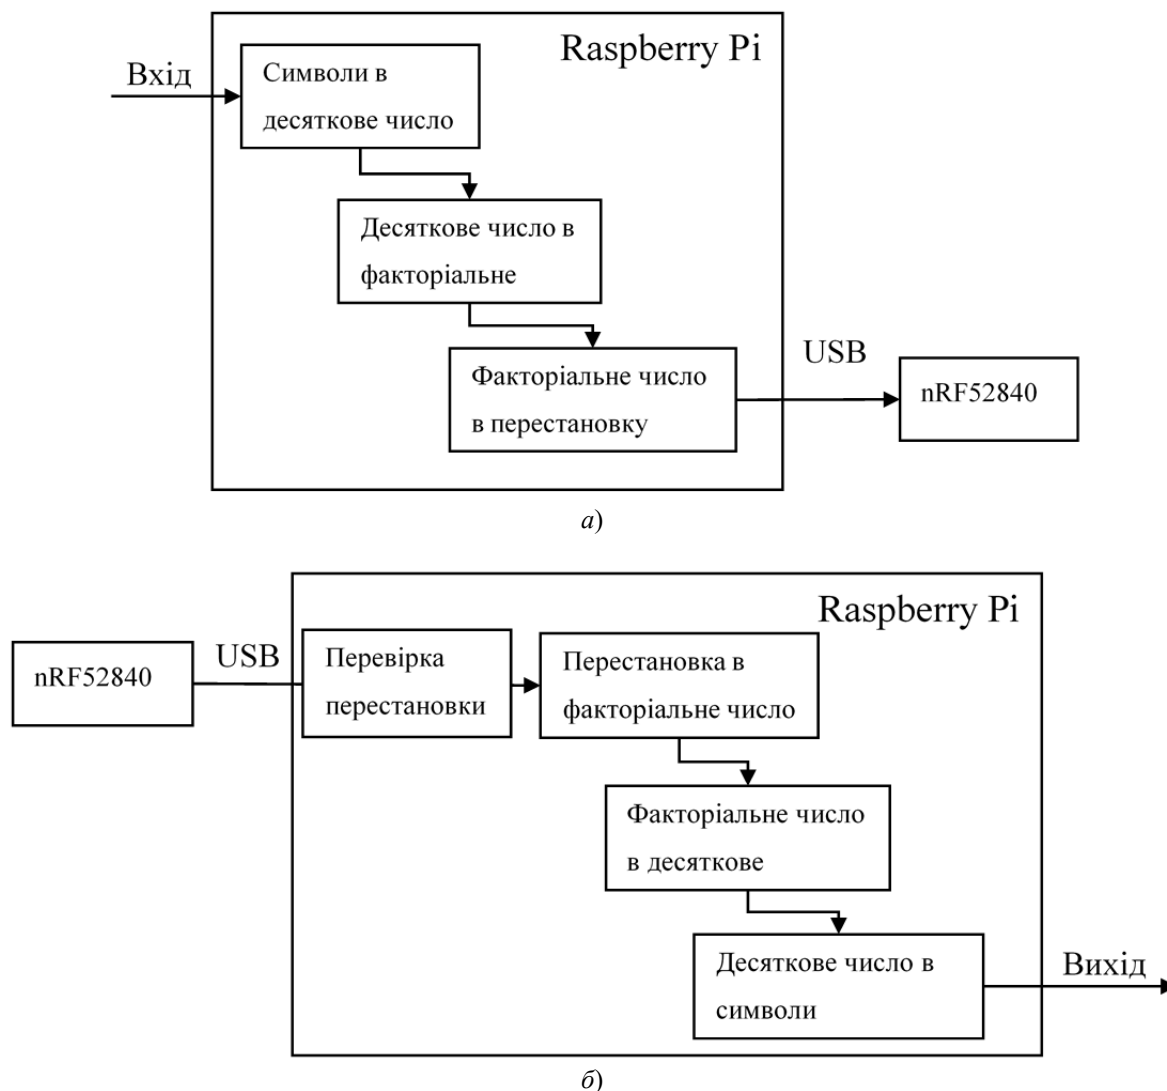 Raspberry Pi
Вхід
Символи в
десяткове число
Десяткове число в
факторіальне
Факторіальне число
в перестановку
USB
nRF52840
а)
Raspberry Pi
nRF52840
USB
Перевірка
перестановки
Перестановка в
факторіальне число
Факторіальне число
в десяткове
Десяткове число в
символи
Вихід
б)